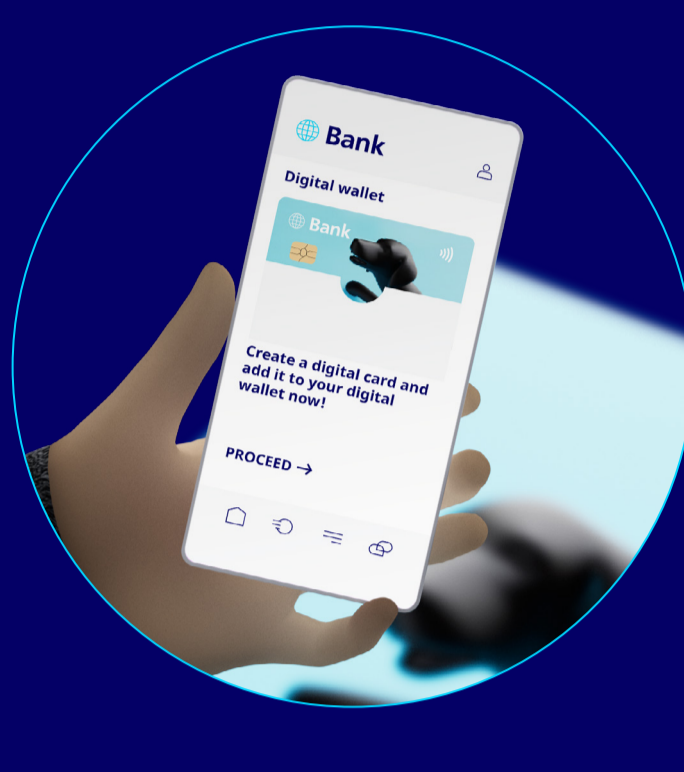 Bank
Digital wallet
Bank
Create a digital card and
add it to your digital
wallet now!
PROCEED →